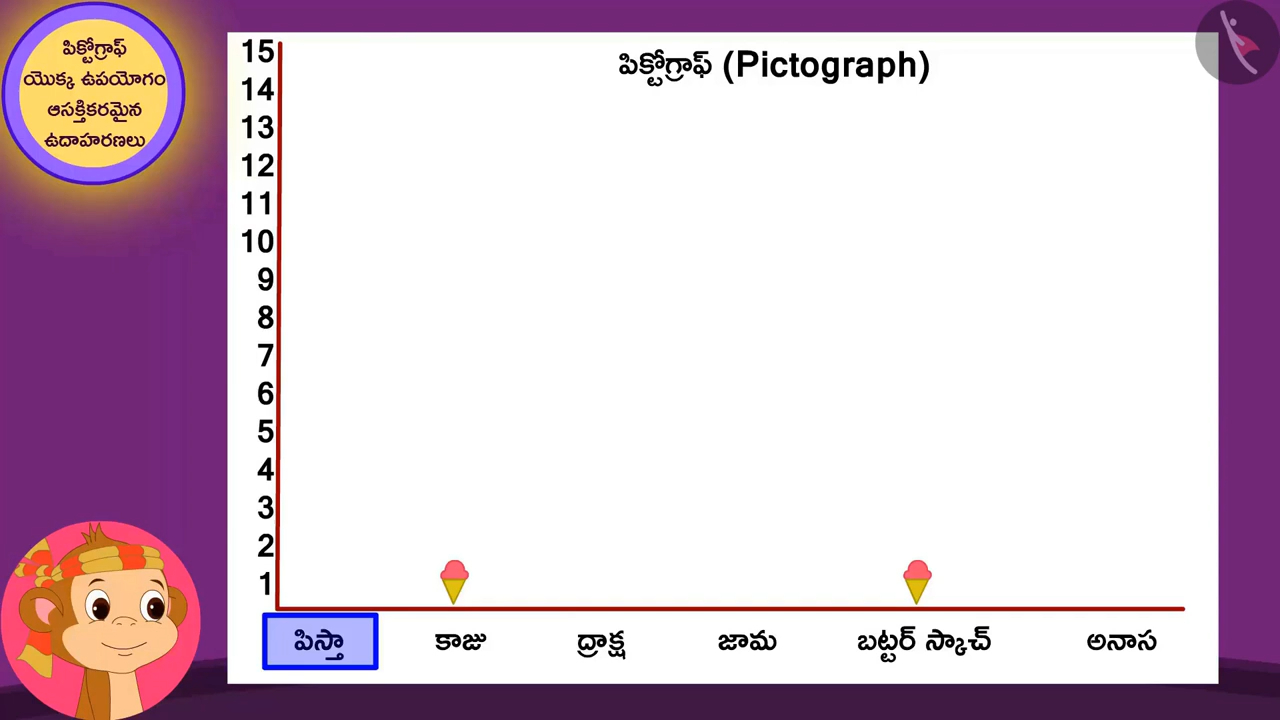 పిక్టోగ్రాఫ్
యొక్క ఉపయోగం
ఆసక్తికరమైన
ఉదాహరణలు
పిక్టోగ్రాఫ్ (Pictograph)
15
14
13
12
11
10
9
8
7
6
5
4
3
2
1
పిస్తా కాజు ద్రాక్ష జామ బట్టర్ స్కాచ్ అనాస